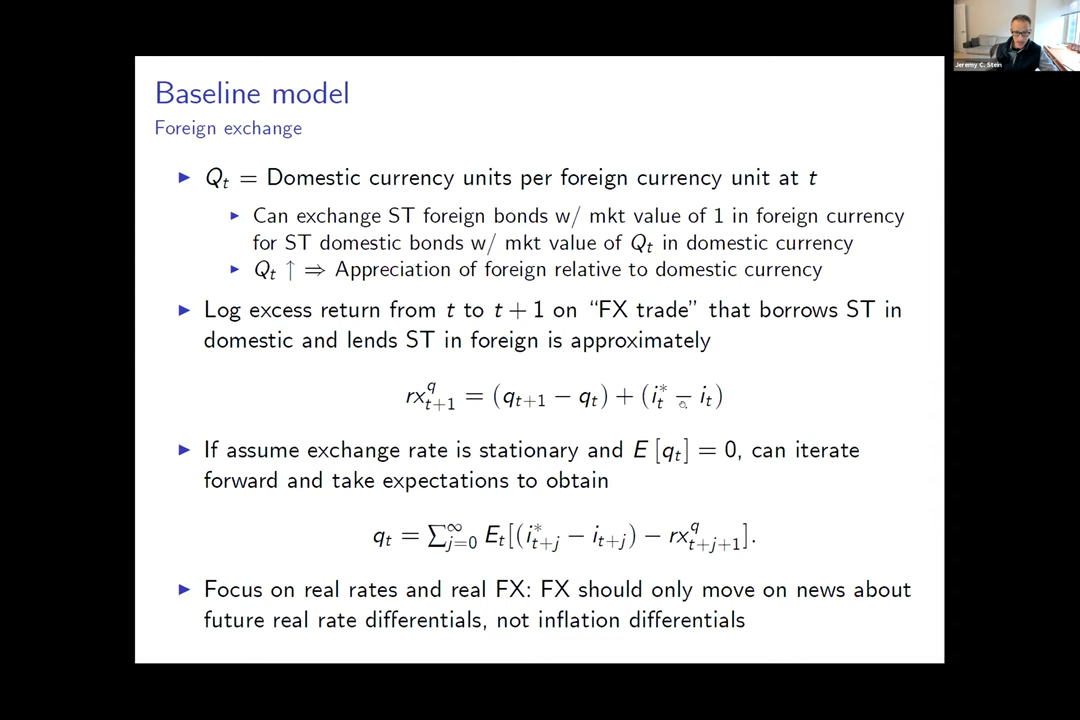 Jeremy C. Stein
Baseline model
Foreign exchange
▶ Qₜ = Domestic currency units per foreign currency unit at t
▶ Can exchange ST foreign bonds w/ mkt value of 1 in foreign currency
for ST domestic bonds w/ mkt value of Qₜ in domestic currency
▶ Qₜ ↑ ⇒ Appreciation of foreign relative to domestic currency
▶ Log excess return from t to t + 1 on “FX trade” that borrows ST in
domestic and lends ST in foreign is approximately
rx^q_{t+1} = (q_{t+1} − q_t) + (i^*_t − i_t)
▶ If assume exchange rate is stationary and E [q_t] = 0, can iterate
forward and take expectations to obtain
q_t = ∑^∞_{j=0} E_t[(i^*_{t+j} − i_{t+j}) − rx^q_{t+j+1}].
▶ Focus on real rates and real FX: FX should only move on news about
future real rate differentials, not inflation differentials